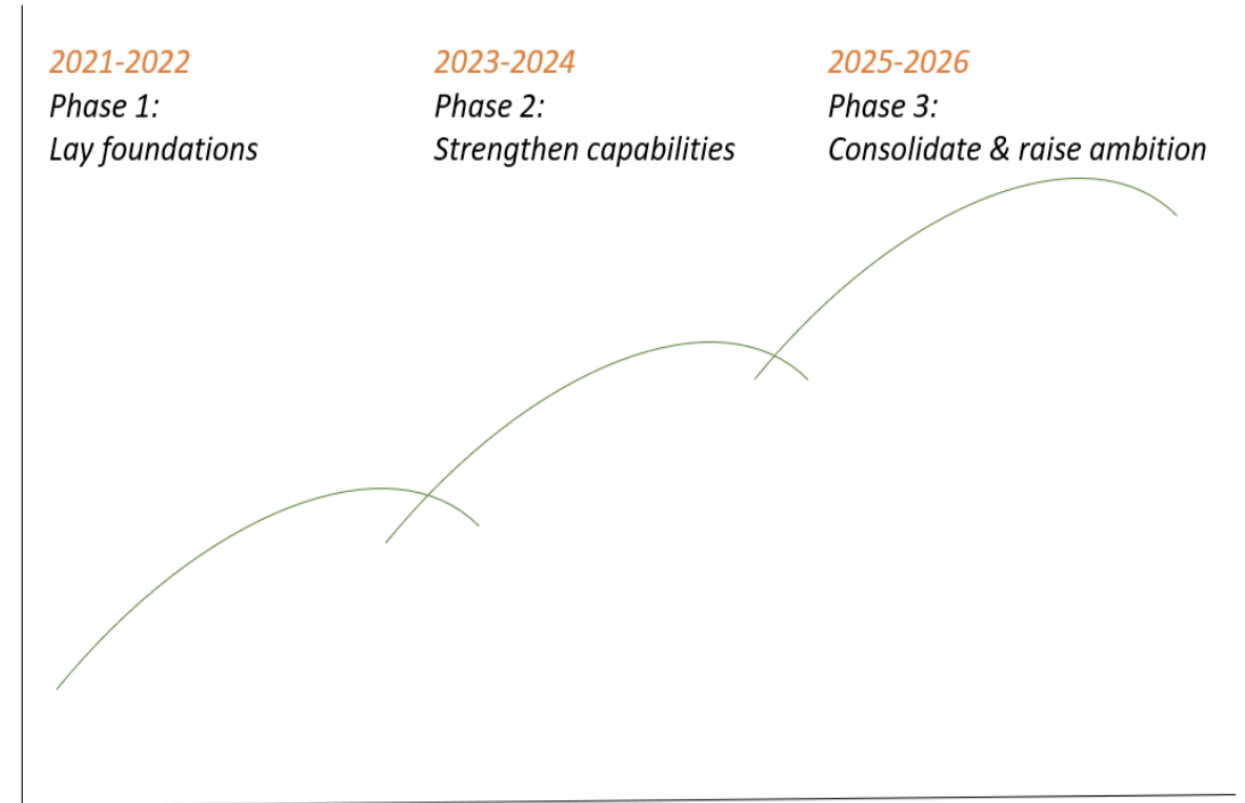 2021-2022
Phase 1:
Lay foundations
2023-2024
Phase 2:
Strengthen capabilities
2025-2026
Phase 3:
Consolidate & raise ambition